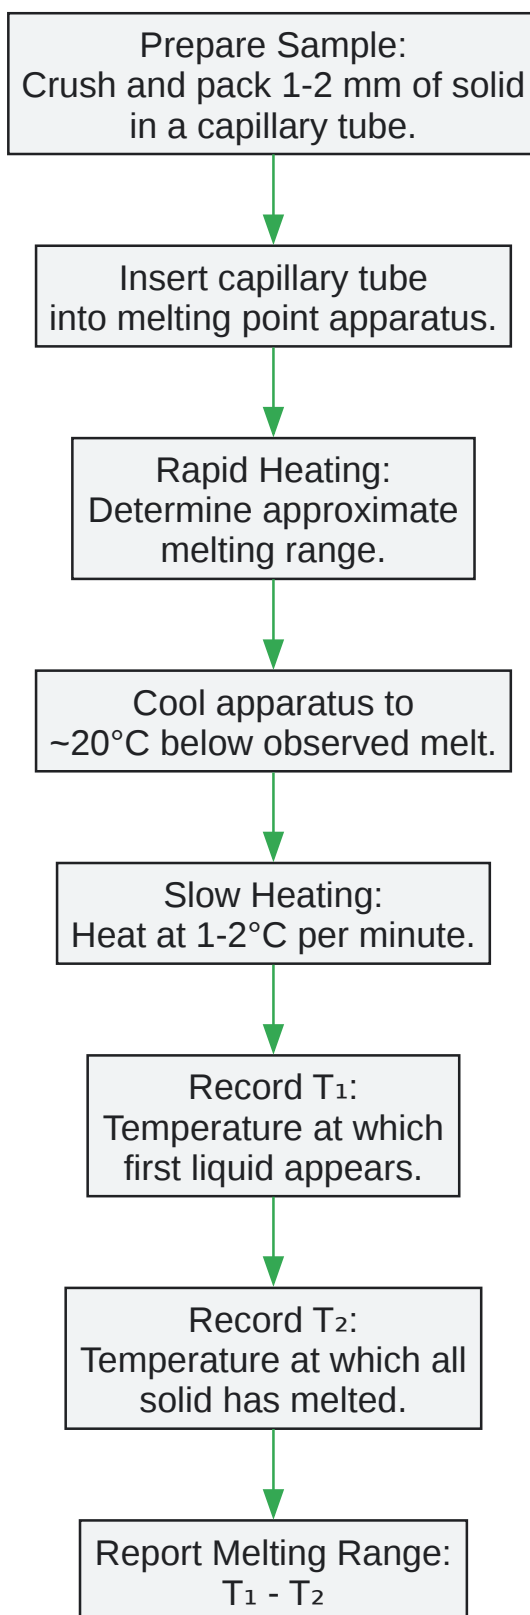 Prepare Sample:
Crush and pack 1-2 mm of solid
in a capillary tube.
Insert capillary tube
into melting point apparatus.
Rapid Heating:
Determine approximate
melting range.
Cool apparatus to
~20°C below observed melt.
Slow Heating:
Heat at 1-2°C per minute.
Record T₁:
Temperature at which
first liquid appears.
Record T₂:
Temperature at which all
solid has melted.
Report Melting Range:
T₁ - T₂